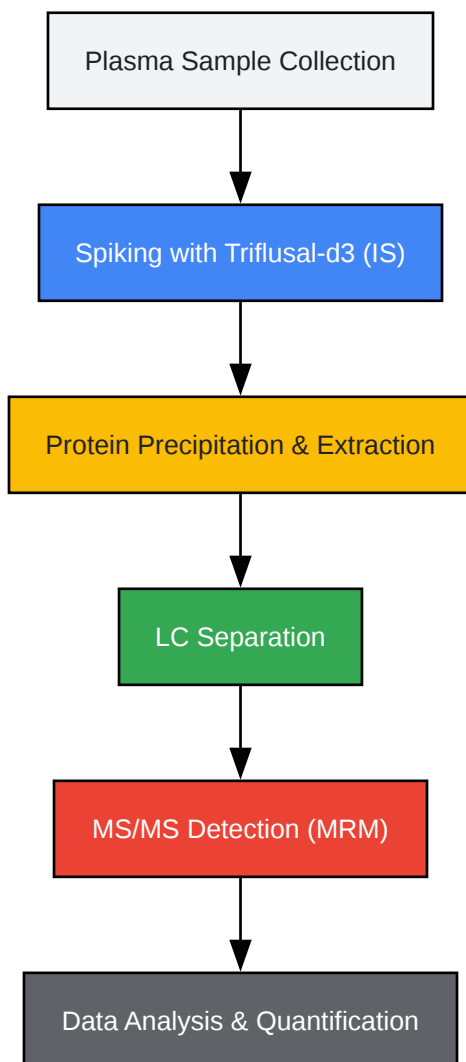 Plasma Sample Collection
Spiking with Triflusal-d3 (IS)
Protein Precipitation & Extraction
LC Separation
MS/MS Detection (MRM)
Data Analysis & Quantification